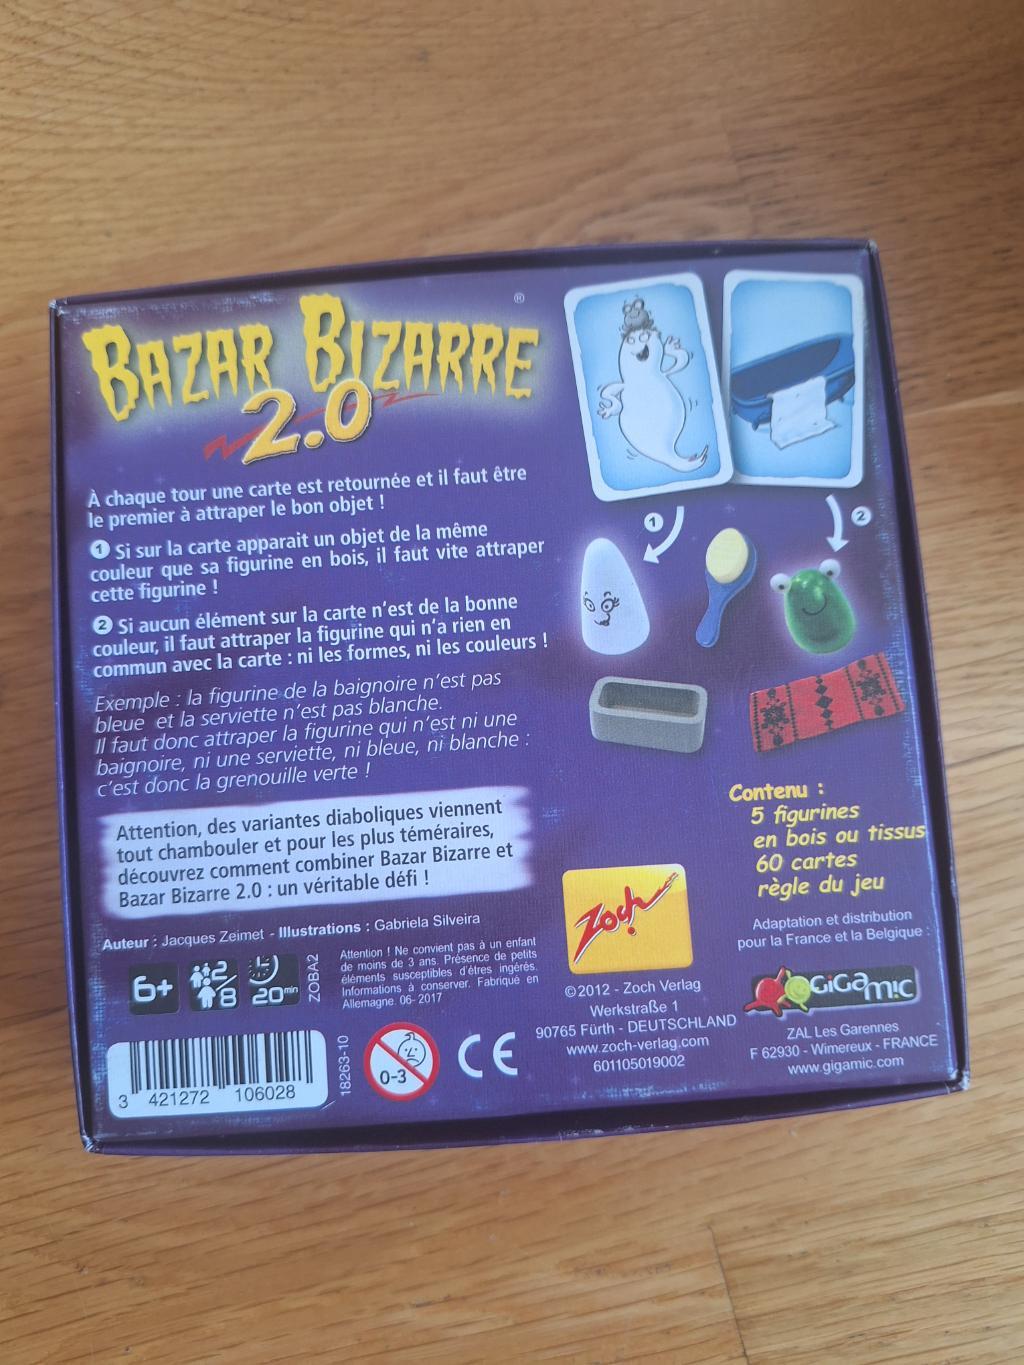 BAZAR BIZARRE ®
2.0
À chaque tour une carte est retournée et il faut être
le premier à attraper le bon objet !
1 Si sur la carte apparait un objet de la même
couleur que sa figurine en bois, il faut vite attraper
cette figurine !
2 Si aucun élément sur la carte n'est de la bonne
couleur, il faut attraper la figurine qui n'a rien en
commun avec la carte : ni les formes, ni les couleurs !
Exemple : la figurine de la baignoire n'est pas
bleue et la serviette n'est pas blanche.
Il faut donc attraper la figurine qui n'est ni une
baignoire, ni une serviette, ni bleue, ni blanche :
c'est donc la grenouille verte !
Attention, des variantes diaboliques viennent
tout chambouler et pour les plus téméraires,
découvrez comment combiner Bazar Bizarre et
Bazar Bizarre 2.0 : un véritable défi !
Auteur : Jacques Zeimet - Illustrations : Gabriela Silveira
6+
2/8
20min
ZOBA2
Attention ! Ne convient pas à un enfant
de moins de 3 ans. Présence de petits
éléments susceptibles d'êtres ingérés.
Informations à conserver. Fabriqué en
Allemagne. 06- 2017
3 421272 106028
18263-10
0-3
CE
1
2
Contenu :
5 figurines
en bois ou tissus
60 cartes
règle du jeu
Zoch
©2012 - Zoch Verlag
Werkstraße 1
90765 Fürth - DEUTSCHLAND
www.zoch-verlag.com
601105019002
Adaptation et distribution
pour la France et la Belgique :
GiGamic
ZAL Les Garennes
F 62930 - Wimereux - FRANCE
www.gigamic.com